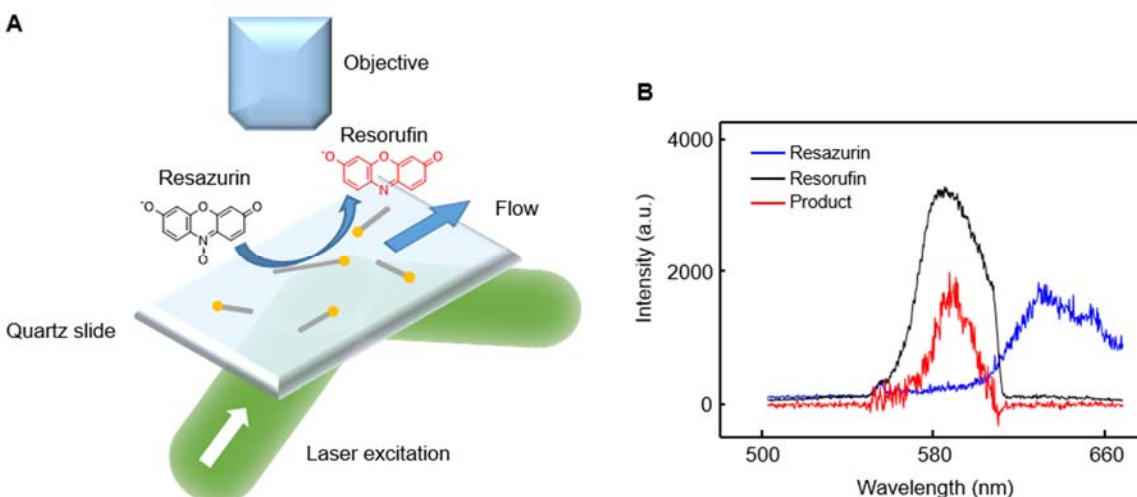 A
Objective
Resorufin
Resazurin
-O
O
O
N
-O
O
O
N
O
Flow
Quartz slide
Laser excitation
B
4000
2000
0
Intensity (a.u.)
Resazurin
Resorufin
Product
500
580
660
Wavelength (nm)